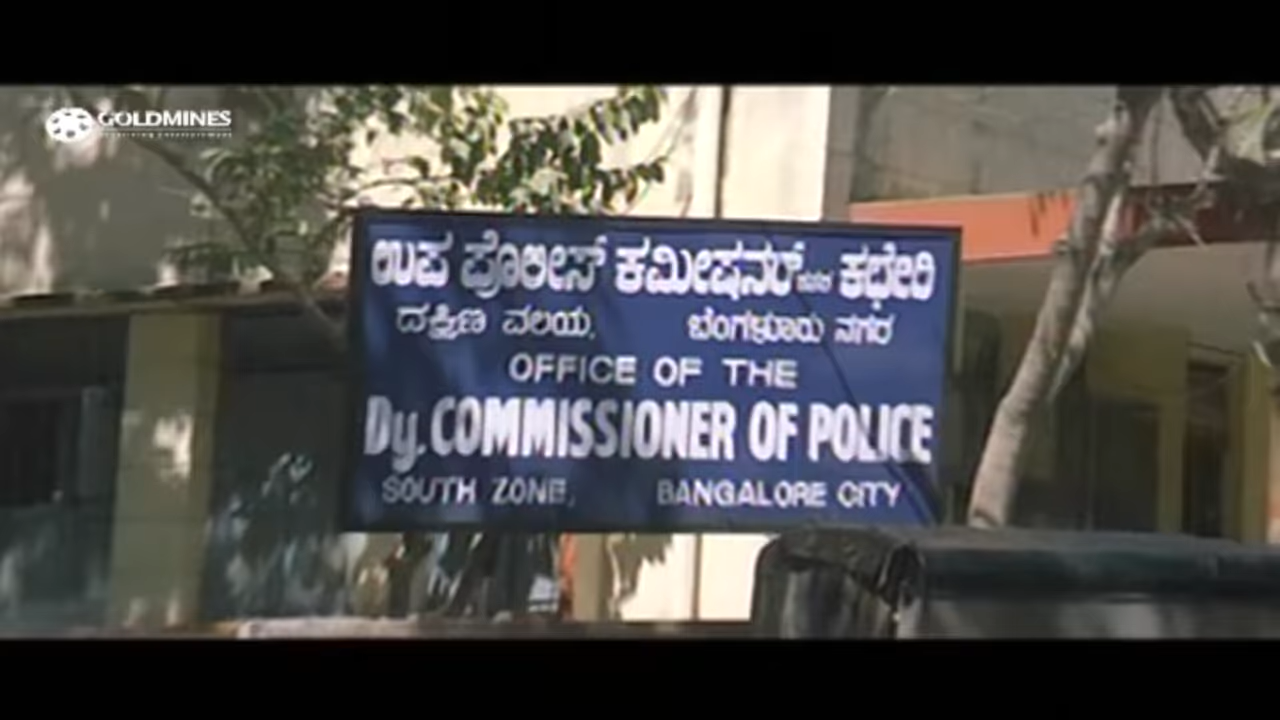 GOLDMINES
ಉಪ ಪೊಲೀಸ್ ಕಮೀಷನರ್ ಕಛೇರಿ
ದಕ್ಷಿಣ ವಲಯ, ಬೆಂಗಳೂರು ನಗರ
OFFICE OF THE
Dy. COMMISSIONER OF POLICE
SOUTH ZONE, BANGALORE CITY